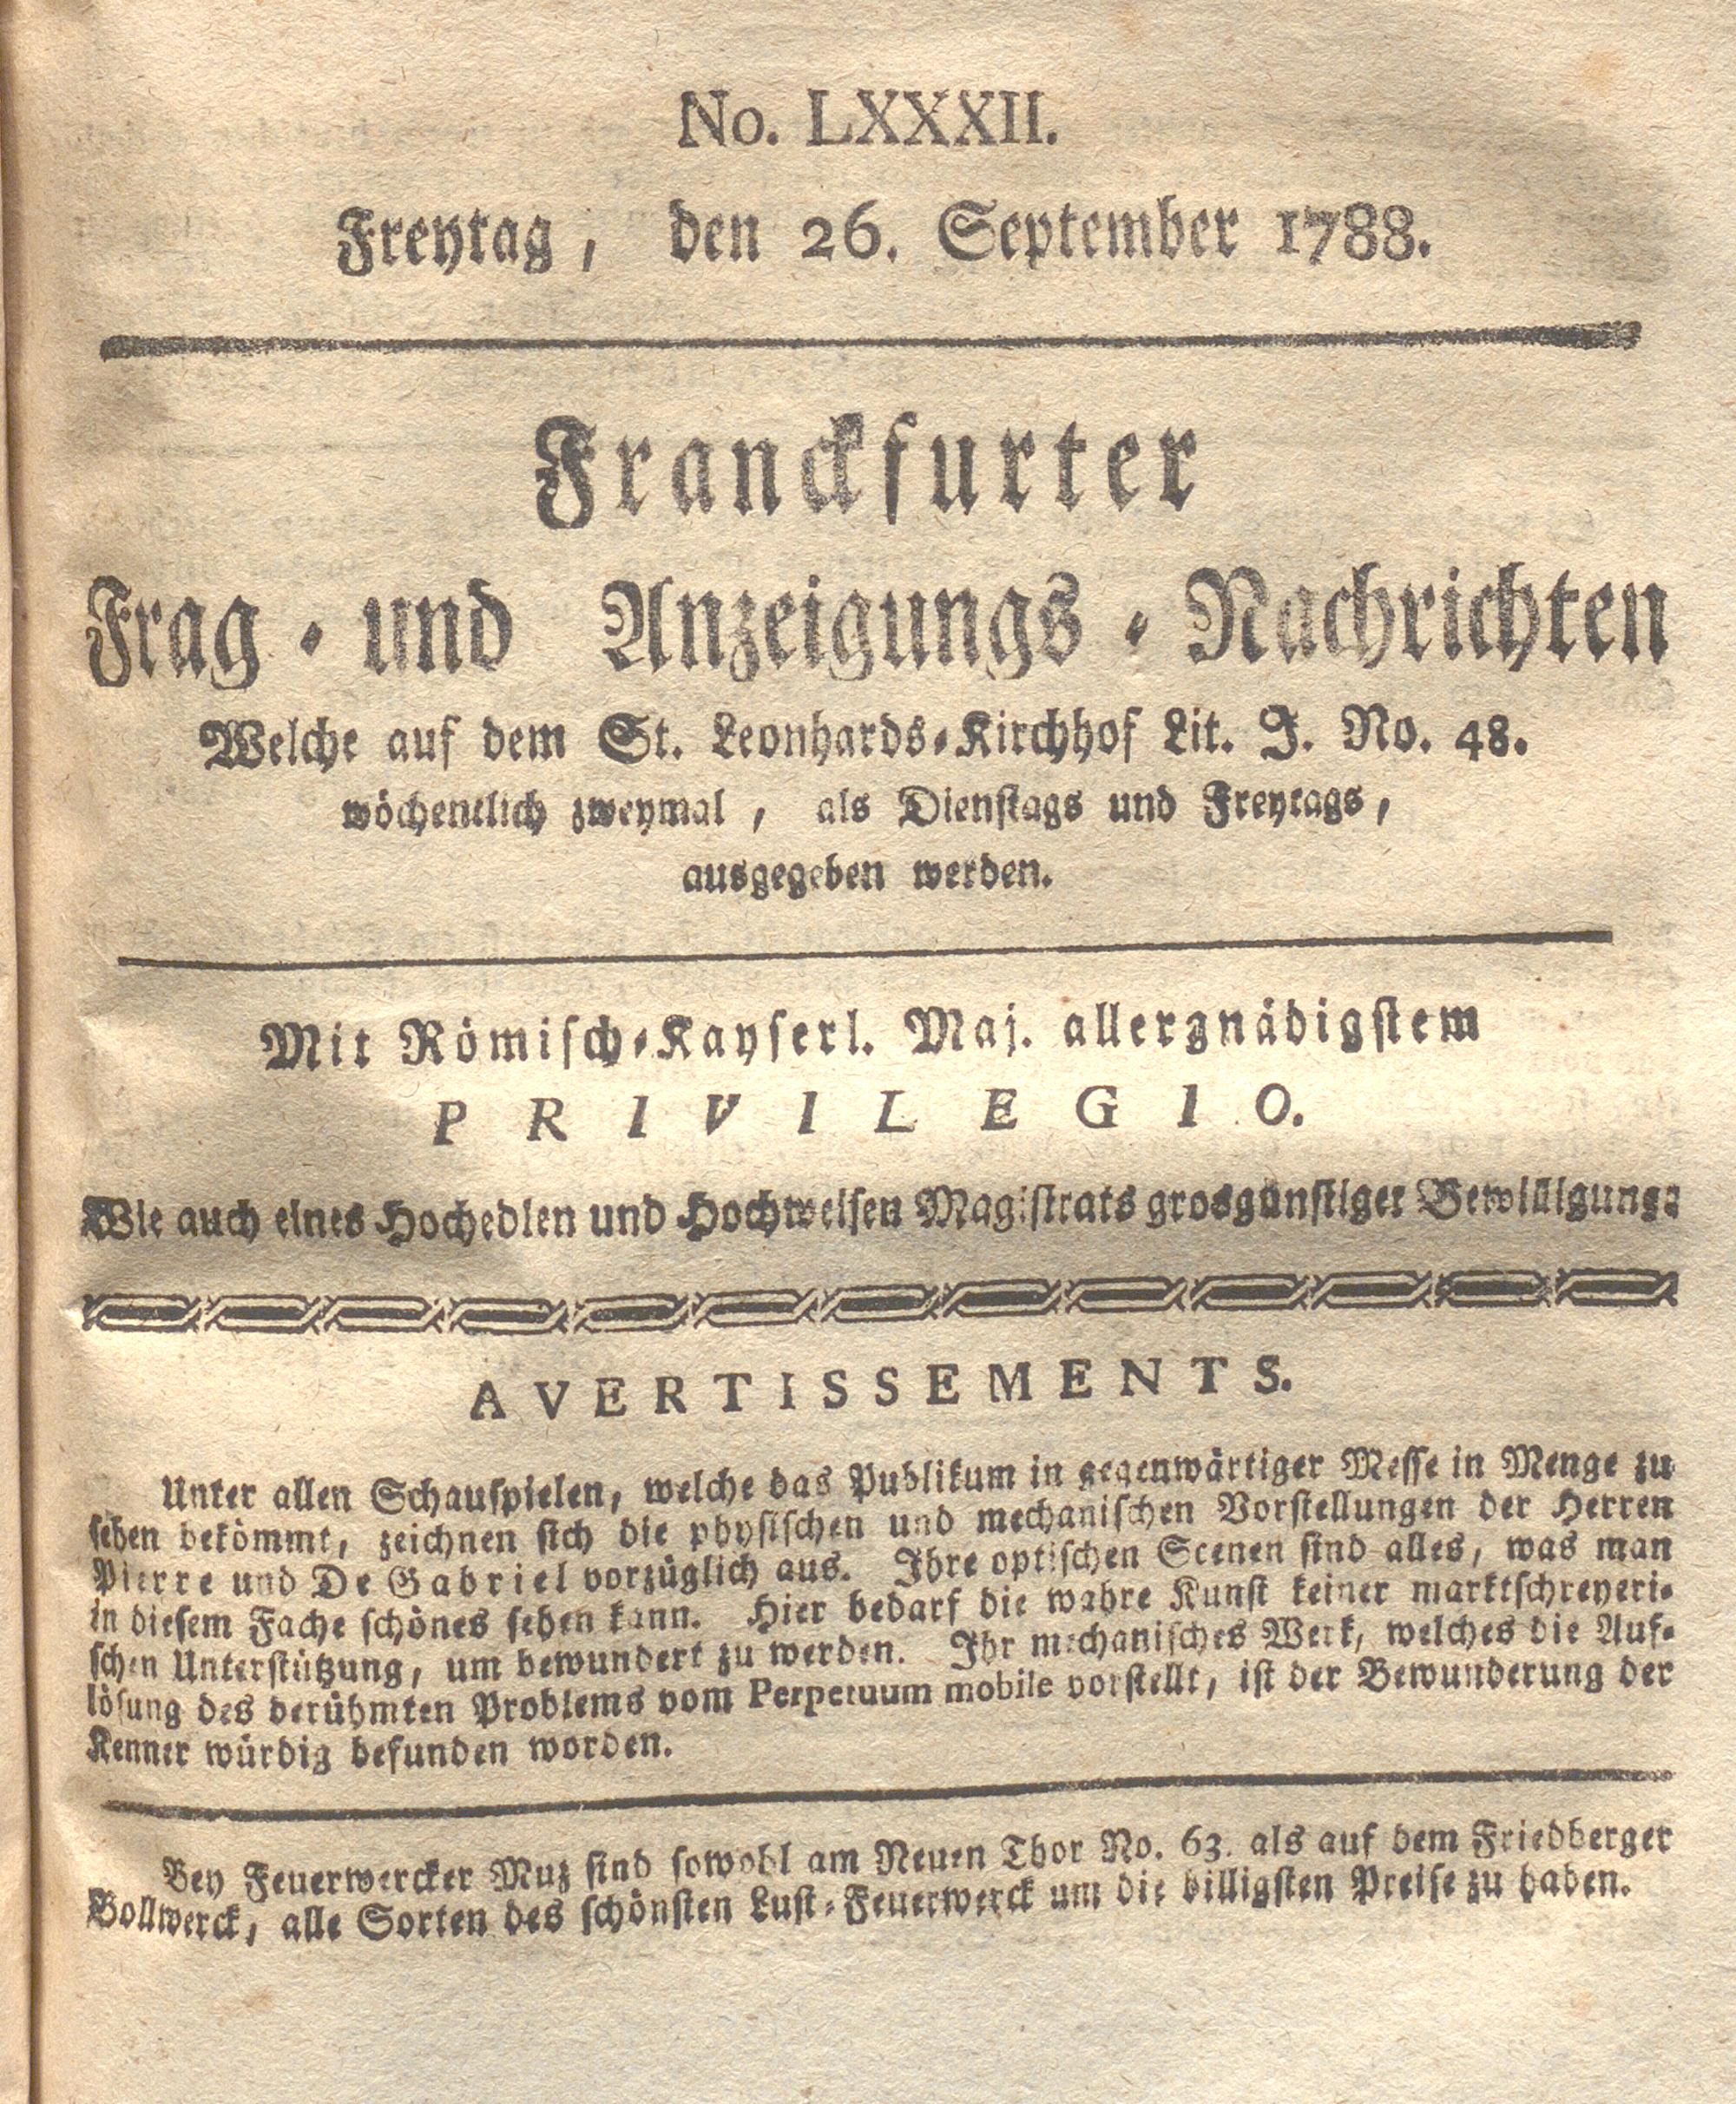 No. LXXXII.
Freytag, den 26. September 1788.
Franckfurter
Frag- und Anzeigungs-Nachrichten
Welche auf dem St. Leonhards-Kirchhof Lit. J. No. 48.
wöchentlich zweymal, als Dienstags und Freytags,
ausgegeben werden.
Mit Römisch-Kayserl. Maj. allergnädigstem
PRIVILEGIO.
Wie auch eines Hochedlen und Hochweisen Magistrats grosgünstiger Bewilligung:
AVERTISSEMENTS.
Unter allen Schauspielen, welche das Publikum in gegenwärtiger Messe in Menge zu
sehen bekömmt, zeichnen sich die physischen und mechanischen Vorstellungen der Herren
Pierre und De Gabriel vorzüglich aus. Ihre optischen Scenen sind alles, was man
in diesem Fache schönes sehen kann. Hier bedarf die wahre Kunst keiner marktschreyeri-
schen Unterstützung, um bewundert zu werden. Ihr mechanisches Werk, welches die Auf-
lösung des berühmten Problems vom Perpetuum mobile vorstellt, ist der Bewunderung der
Kenner würdig befunden worden.
Bey Feuerwercker Muz sind sowohl am Neuen Thor No. 63. als auf dem Friedberger
Bollwerck, alle Sorten des schönsten Lust-Feuerwerck um die billigsten Preise zu haben.